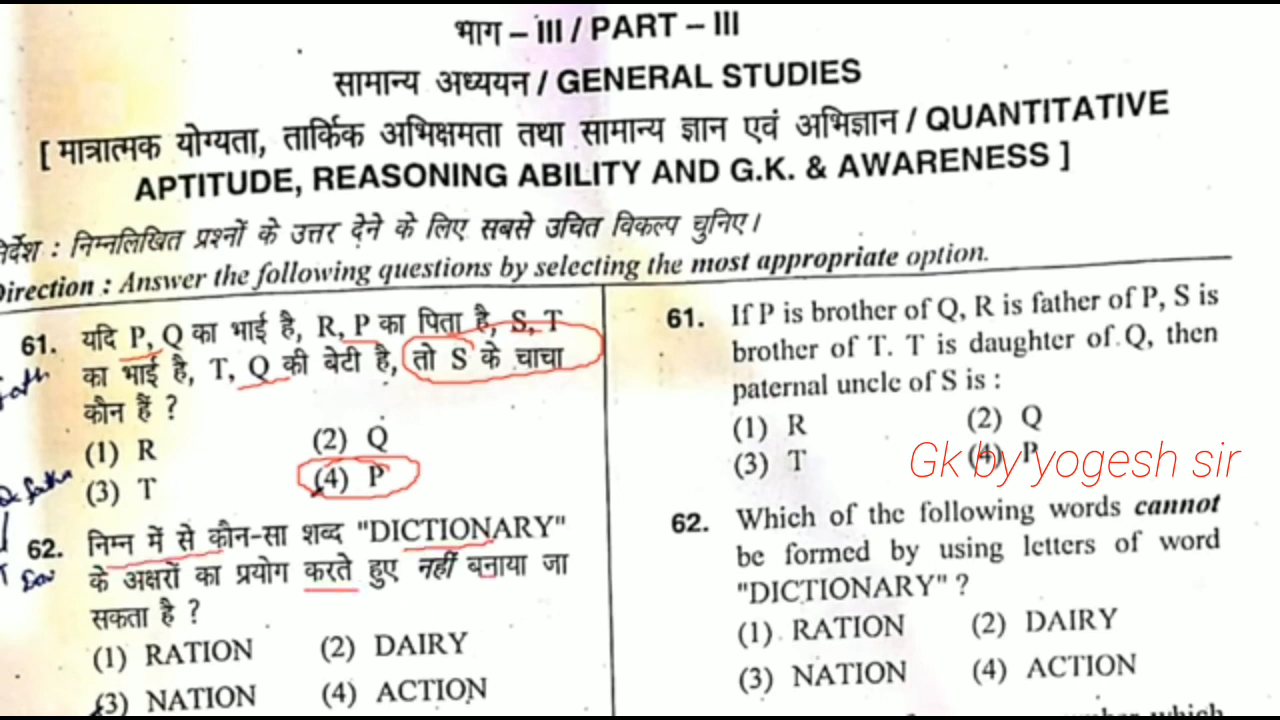 भाग – III / PART – III
सामान्य अध्ययन / GENERAL STUDIES
[ मात्रात्मक योग्यता, तार्किक अभिक्षमता तथा सामान्य ज्ञान एवं अभिज्ञान / QUANTITATIVE
APTITUDE, REASONING ABILITY AND G.K. & AWARENESS ]
निम्नलिखित प्रश्नों के उत्तर देने के लिए सबसे उचित विकल्प चुनिए।
Direction : Answer the following questions by selecting the most appropriate option.
61. यदि P, Q का भाई है, R, P का पिता है, S, T
का भाई है, T, Q की बेटी है, तो S के चाचा
कौन हैं ?
(1) R (2) Q
(3) T (4) P
62. निम्न में से कौन-सा शब्द "DICTIONARY"
के अक्षरों का प्रयोग करते हुए नहीं बनाया जा
सकता है ?
(1) RATION (2) DAIRY
(3) NATION (4) ACTION
61. If P is brother of Q, R is father of P, S is
brother of T. T is daughter of Q, then
paternal uncle of S is :
(1) R (2) Q
(3) T (4) P
Gk by yogesh sir
62. Which of the following words cannot
be formed by using letters of word
"DICTIONARY" ?
(1) RATION (2) DAIRY
(3) NATION (4) ACTION